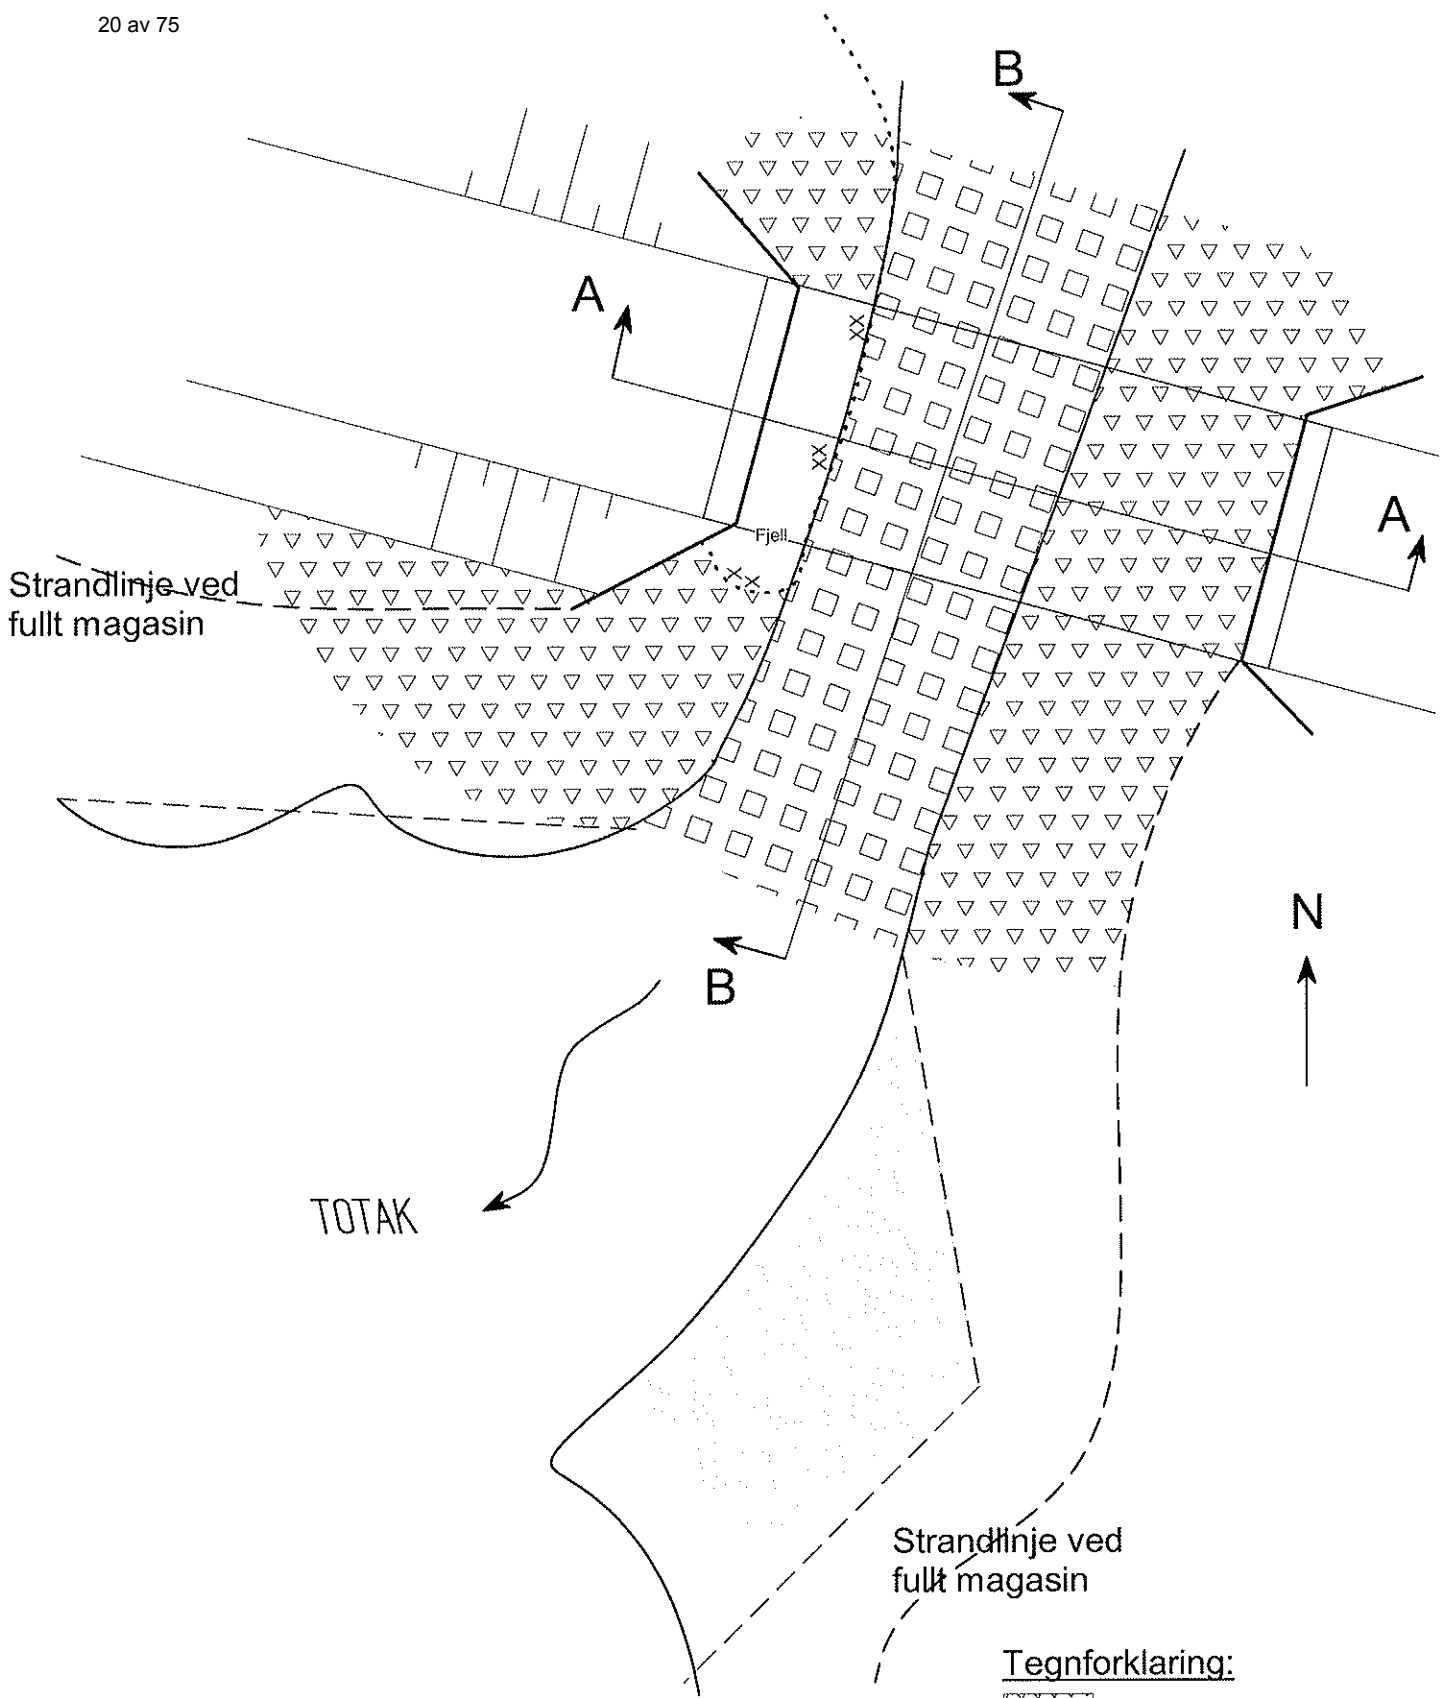 20 av 75
B
A
A
Fjell
Strandlinje ved
fullt magasin
N
B
TOTAK
Strandlinje ved
fullt magasin
Tegnforklaring: